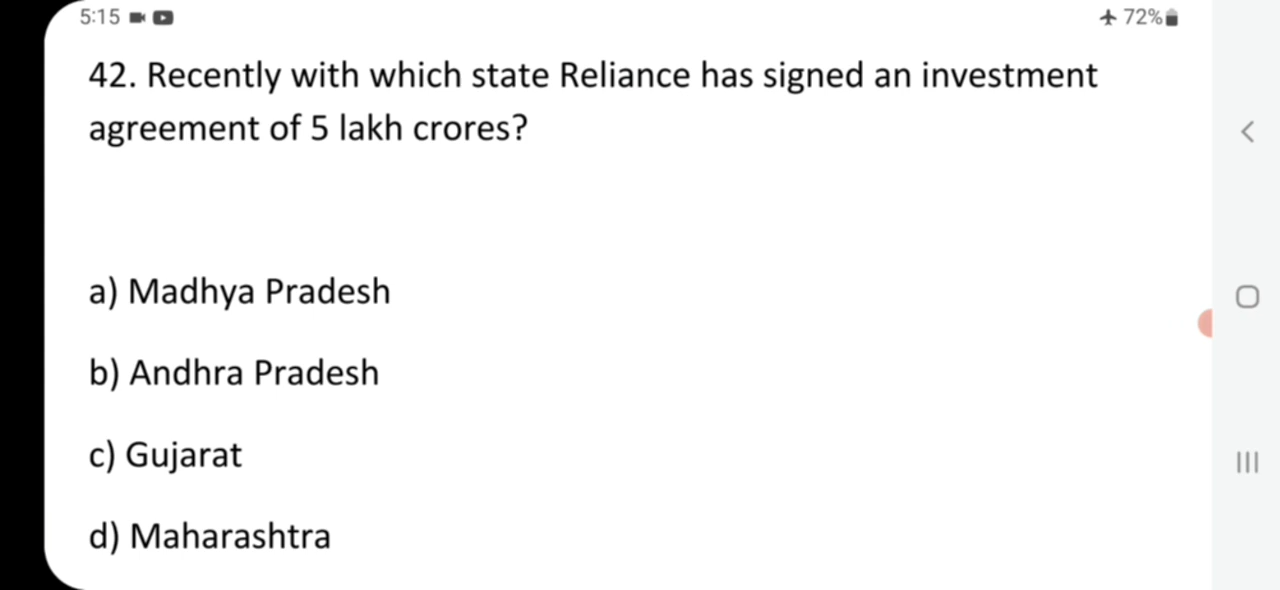 5:15
72%
42. Recently with which state Reliance has signed an investment
agreement of 5 lakh crores?
a) Madhya Pradesh
b) Andhra Pradesh
c) Gujarat
d) Maharashtra